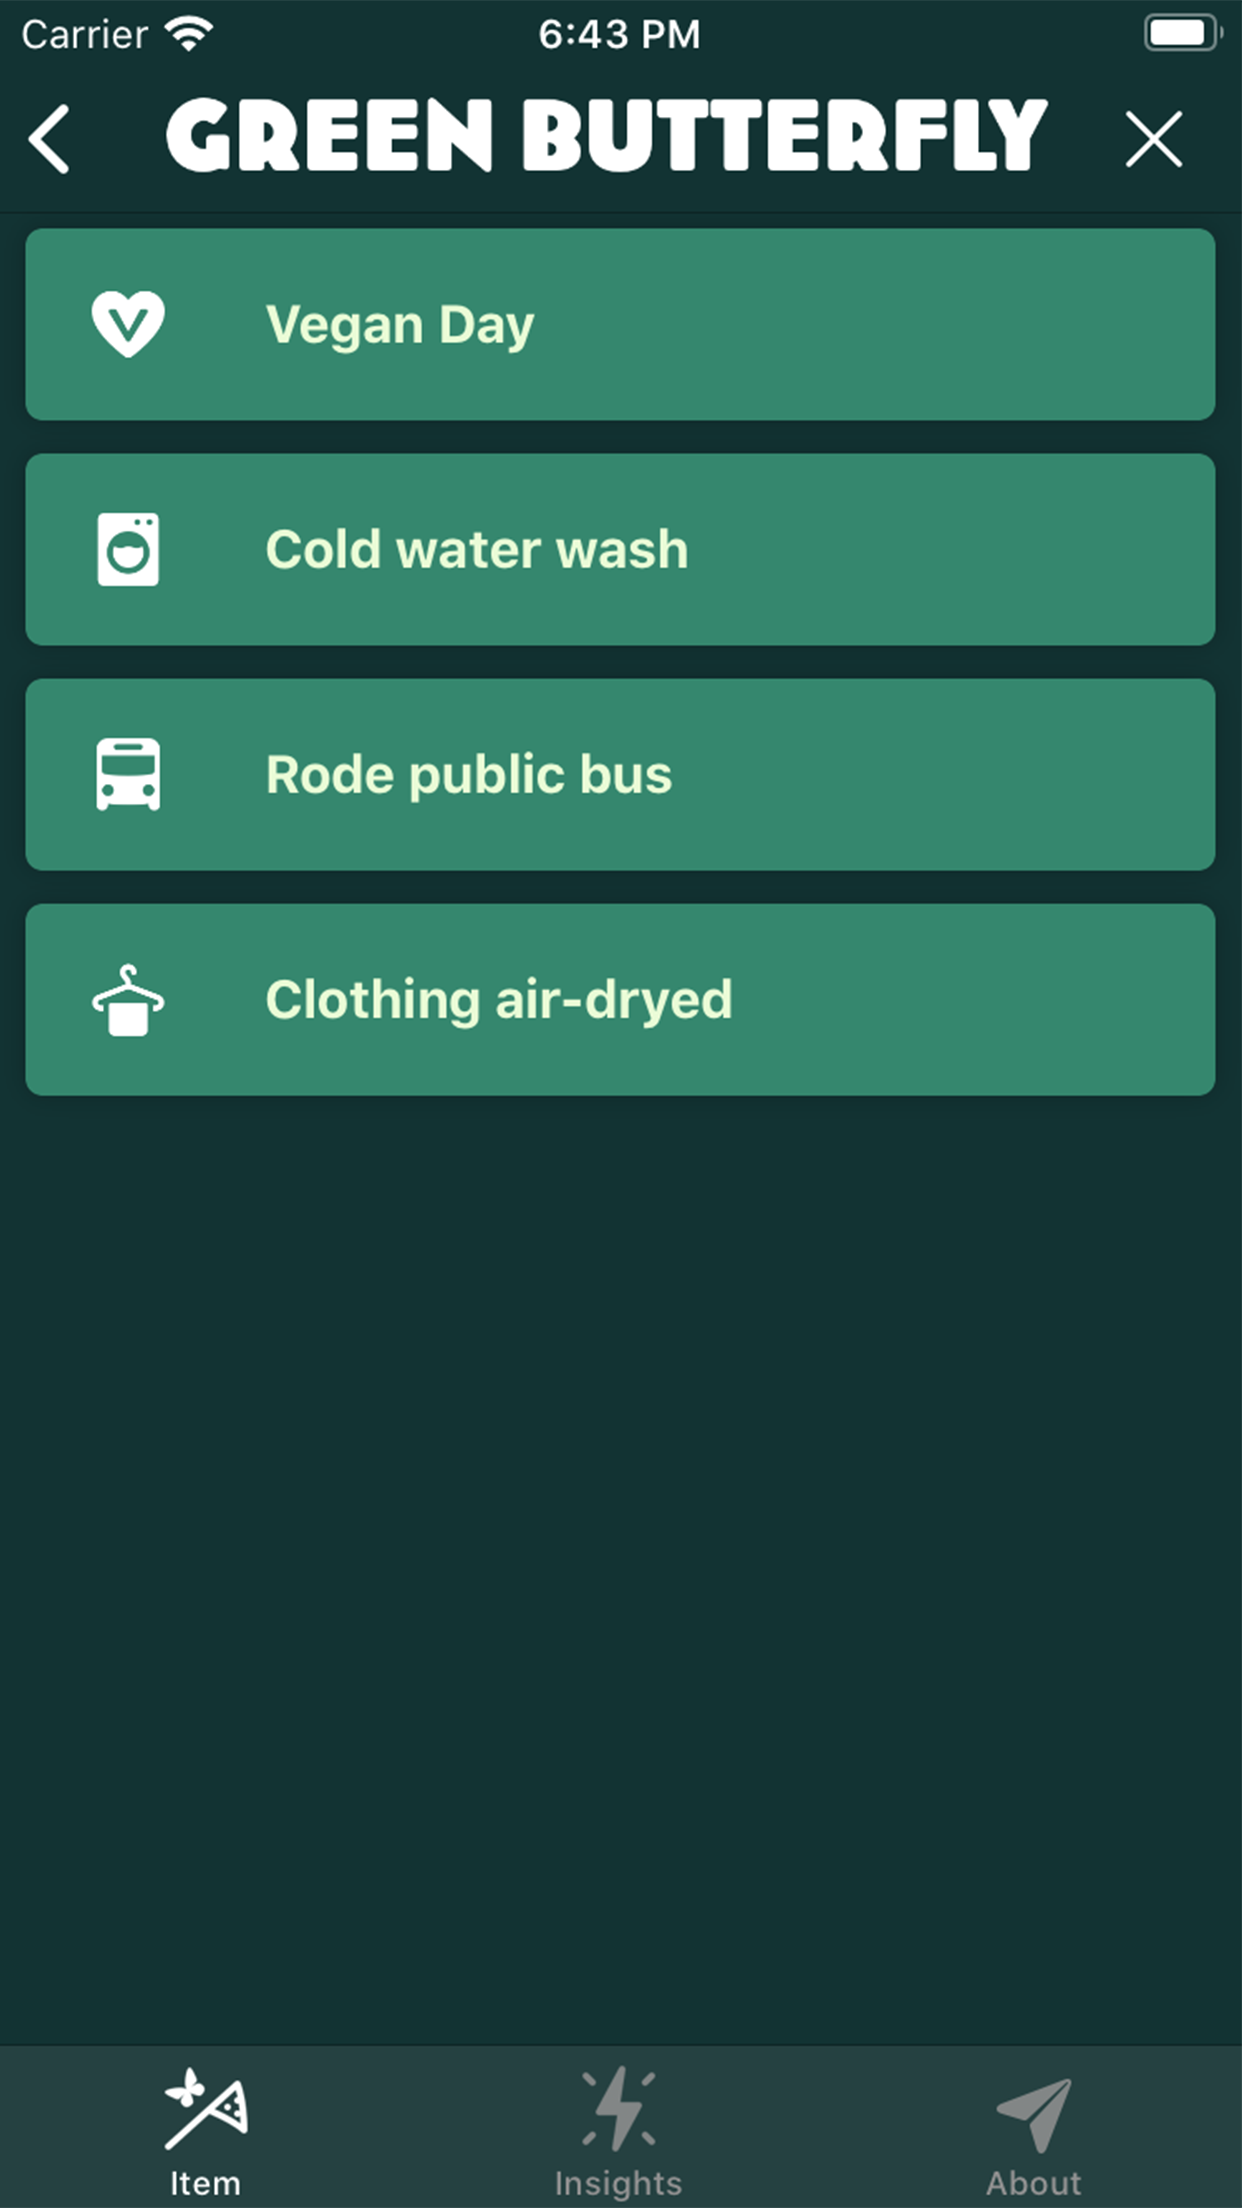 Carrier 6:43 PM
GREEN BUTTERFLY
Vegan Day
Cold water wash
Rode public bus
Clothing air-dryed
Item Insights About